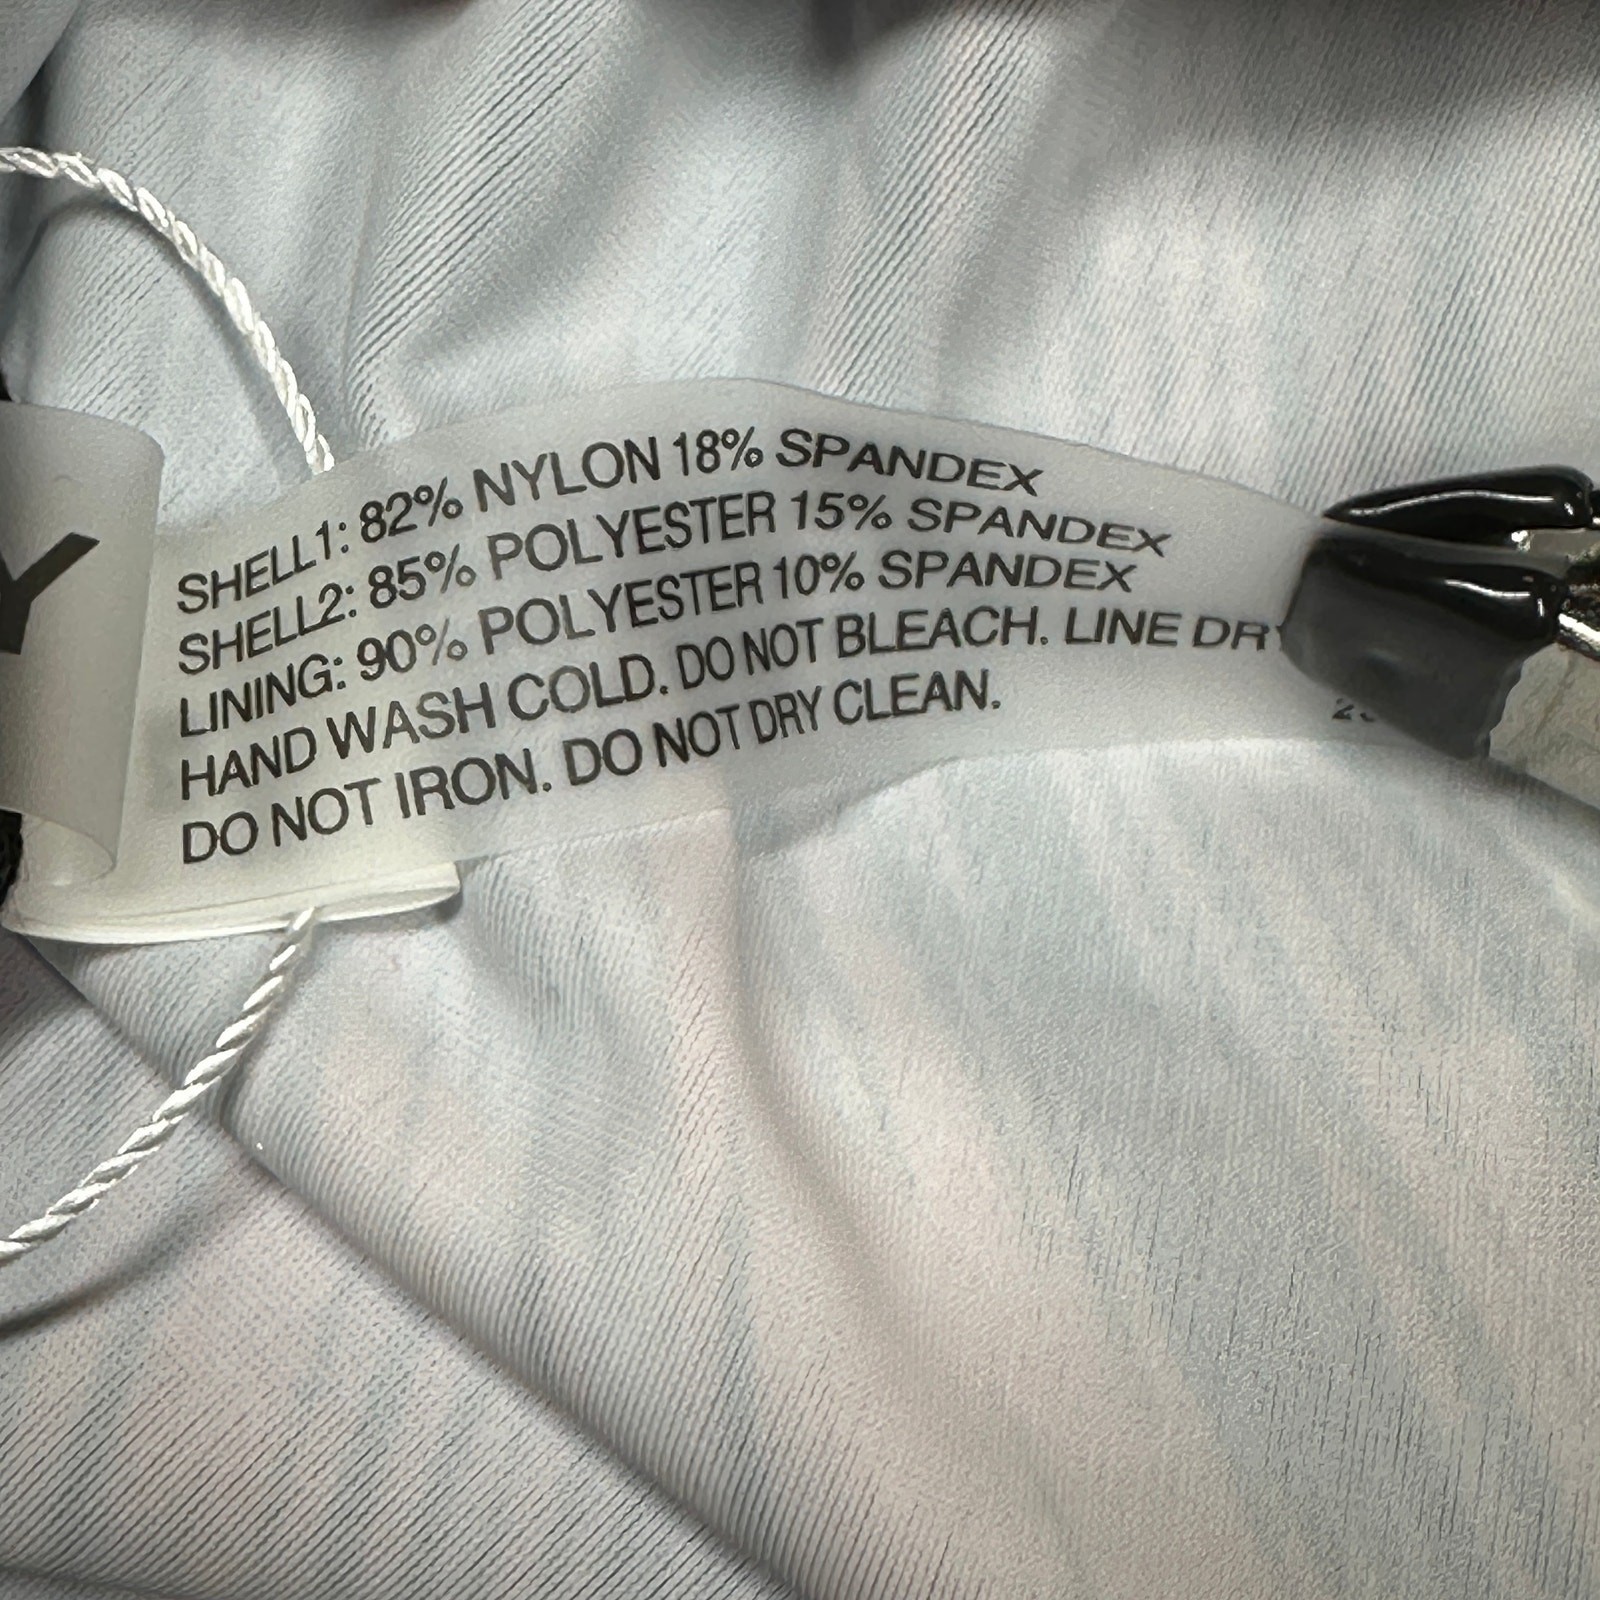 SHELL1: 82% NYLON 18% SPANDEX
SHELL2: 85% POLYESTER 15% SPANDEX
LINING: 90% POLYESTER 10% SPANDEX
HAND WASH COLD. DO NOT BLEACH. LINE DRY
DO NOT IRON. DO NOT DRY CLEAN.
Y